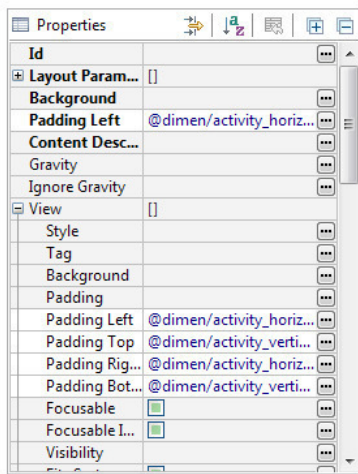 Properties
Id
Layout Param... []
Background
Padding Left @dimen/activity_horiz...
Content Desc...
Gravity
Ignore Gravity
View []
Style
Tag
Background
Padding
Padding Left @dimen/activity_horiz...
Padding Top @dimen/activity_verti...
Padding Rig... @dimen/activity_horiz...
Padding Bot... @dimen/activity_verti...
Focusable
Focusable I...
Visibility